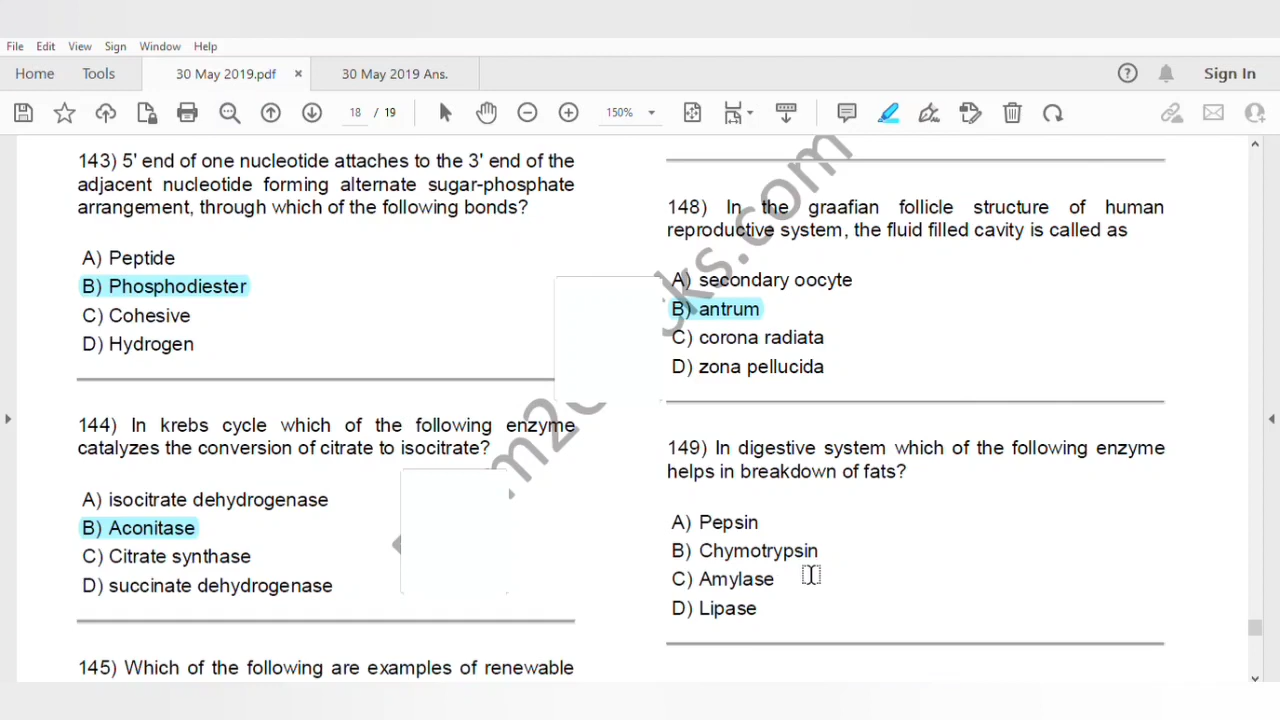 File Edit View Sign Window Help
Home Tools 30 May 2019.pdf × 30 May 2019 Ans. Sign In
18 / 19 150%
143) 5' end of one nucleotide attaches to the 3' end of the
adjacent nucleotide forming alternate sugar-phosphate
arrangement, through which of the following bonds?
A) Peptide
B) Phosphodiester
C) Cohesive
D) Hydrogen
144) In krebs cycle which of the following enzyme
catalyzes the conversion of citrate to isocitrate?
A) isocitrate dehydrogenase
B) Aconitase
C) Citrate synthase
D) succinate dehydrogenase
145) Which of the following are examples of renewable
148) In the graafian follicle structure of human
reproductive system, the fluid filled cavity is called as
A) secondary oocyte
B) antrum
C) corona radiata
D) zona pellucida
149) In digestive system which of the following enzyme
helps in breakdown of fats?
A) Pepsin
B) Chymotrypsin
C) Amylase
D) Lipase